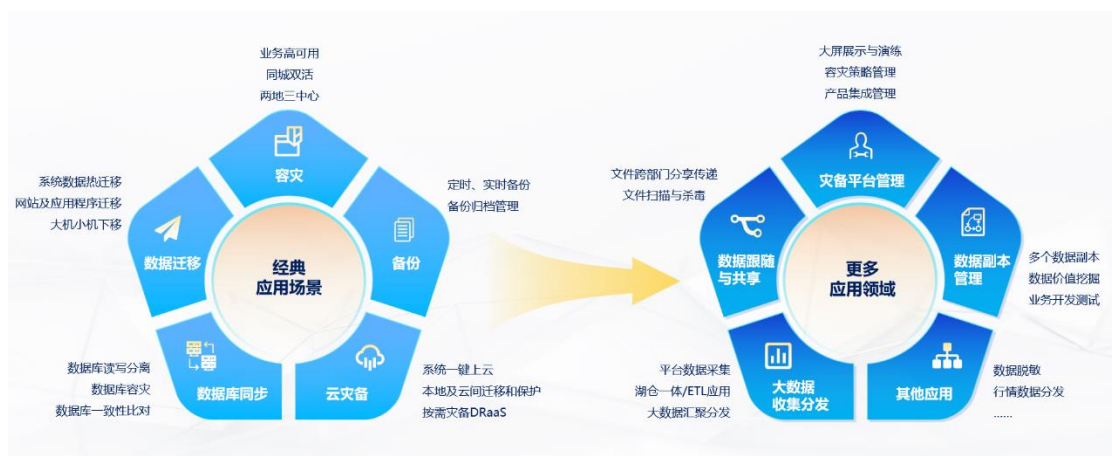 业务高可用
同城双活
两地三中心
容灾
系统数据热迁移
网站及应用程序迁移
大机小机下移
数据迁移
定时、实时备份
备份归档管理
备份
经典
应用场景
数据库读写分离
数据库容灾
数据库一致性比对
数据库同步
云灾备
系统一键上云
本地及云间迁移和保护
按需灾备DRaaS
大屏展示与演练
容灾策略管理
产品集成管理
灾备平台管理
文件跨部门分享传递
文件扫描与杀毒
数据跟随
与共享
更多
应用领域
数据副本
管理
多个数据副本
数据价值挖掘
业务开发测试
平台数据采集
湖仓一体/ETL应用
大数据汇聚分发
大数据
收集分发
其他应用
数据脱敏
行情数据分发
......